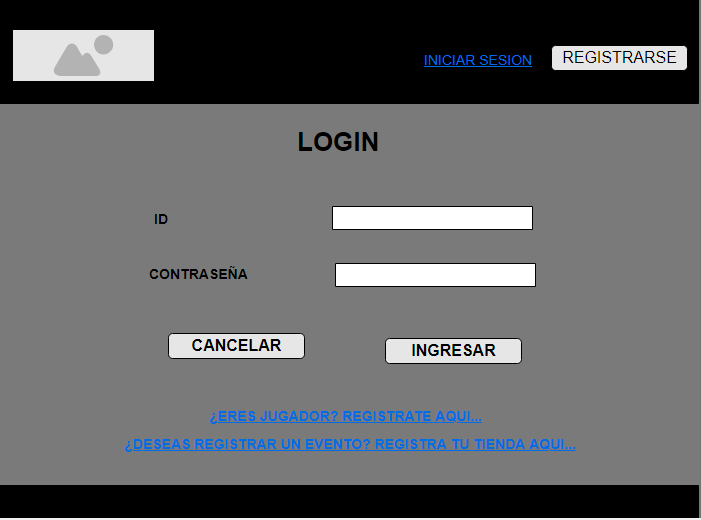 INICIAR SESION
REGISTRARSE
LOGIN
ID
CONTRASEÑA
CANCELAR
INGRESAR
¿ERES JUGADOR? REGISTRATE AQUI...
¿DESEAS REGISTRAR UN EVENTO? REGISTRA TU TIENDA AQUI...